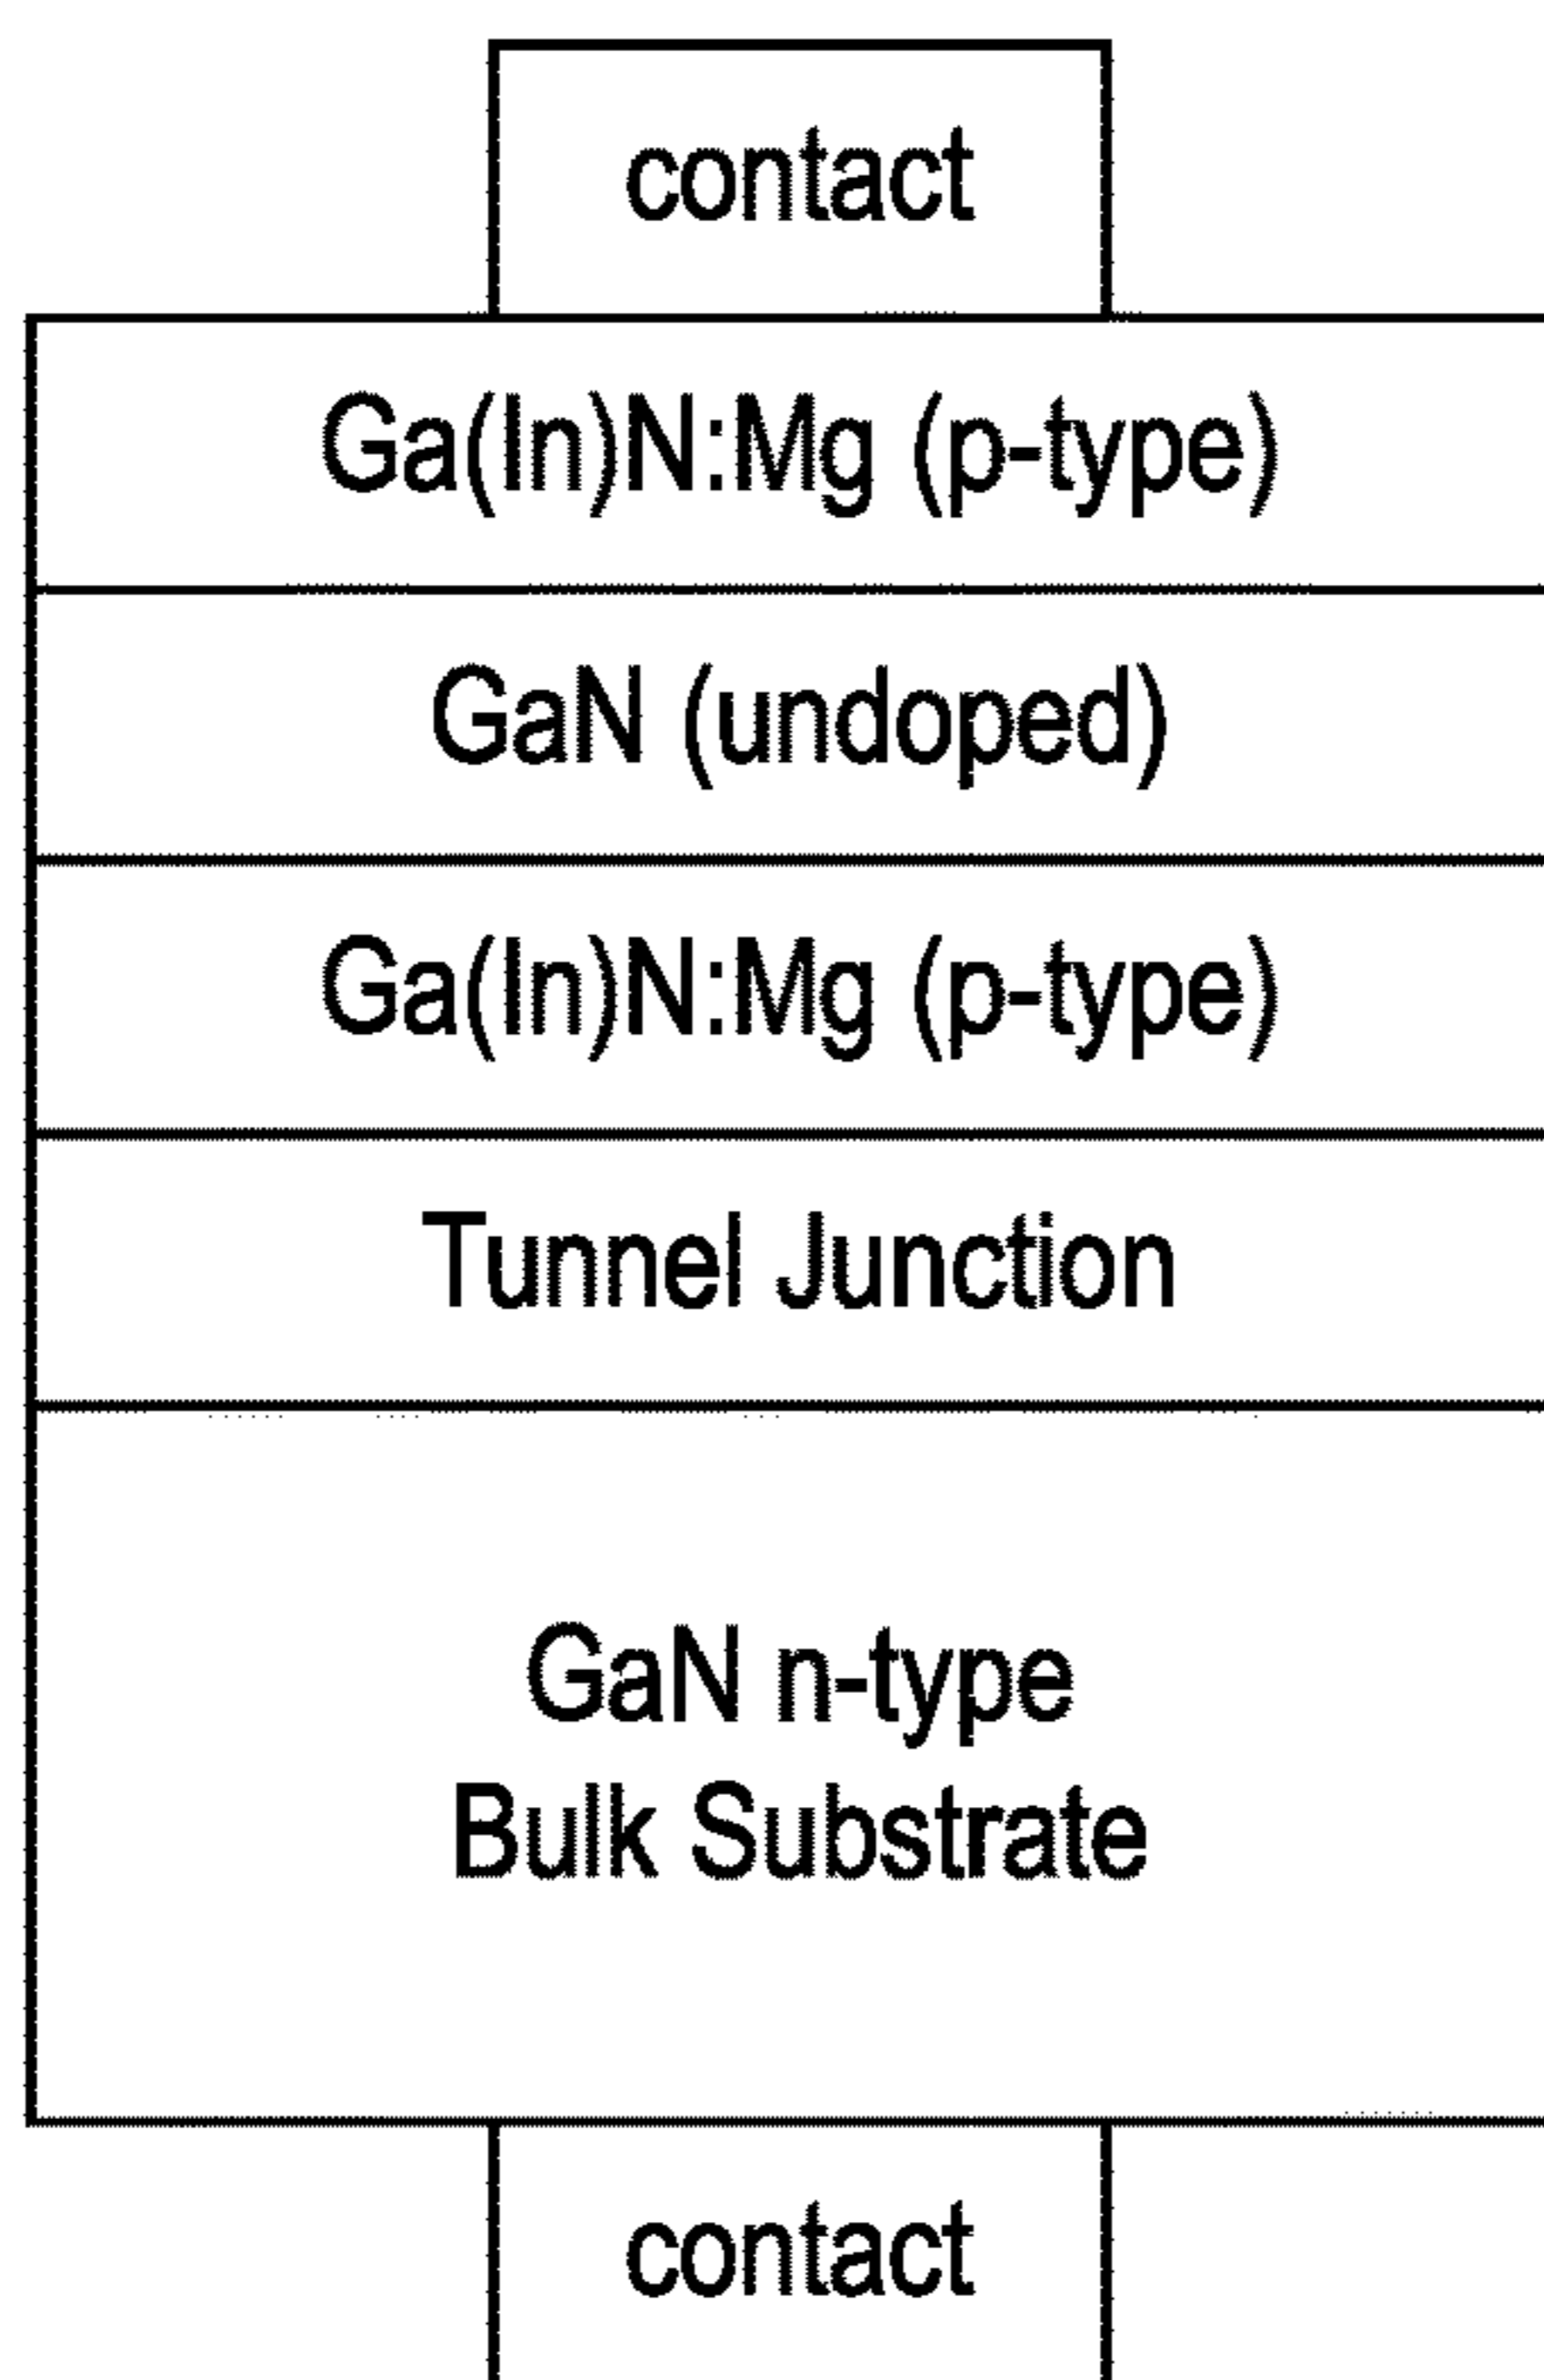 contact
Ga(In)N:Mg (p-type)
GaN (undoped)
Ga(In)N:Mg (p-type)
Tunnel Junction
GaN n-type
Bulk Substrate
contact